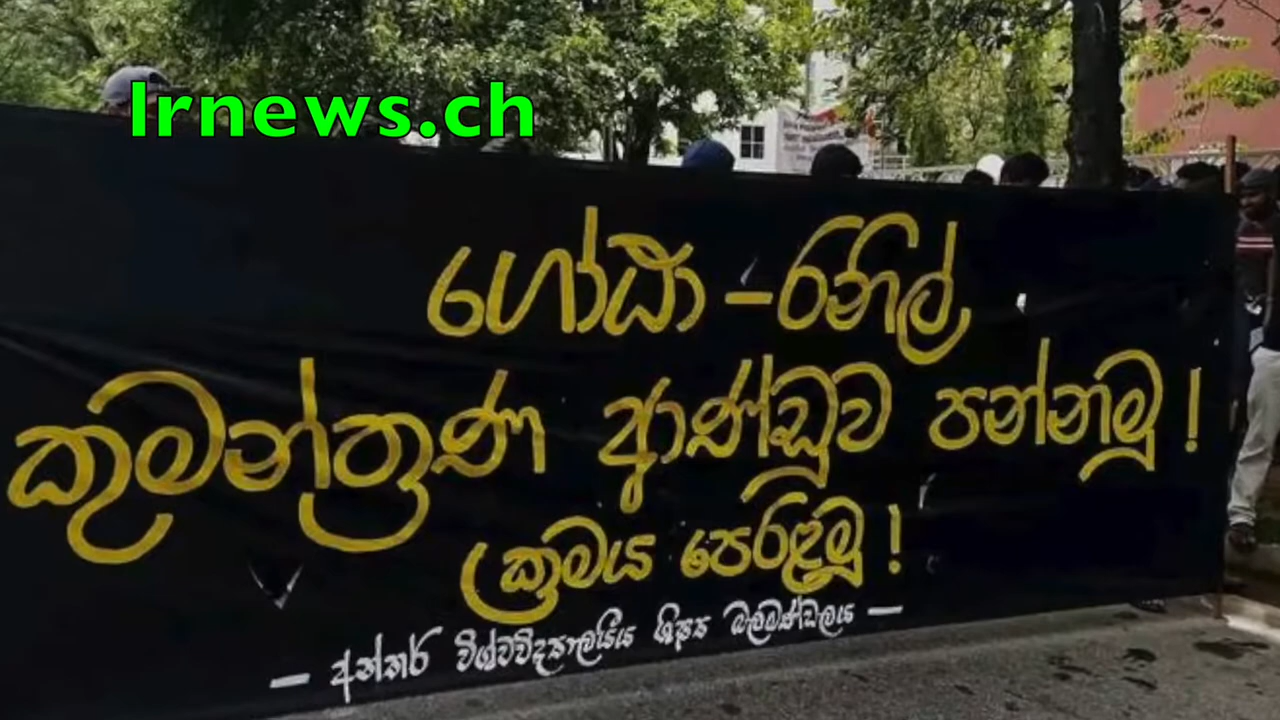 lrnews.ch
ගෝඨා - රනිල්
කුමන්ත්‍රණ ආණ්ඩුව පන්නමු !
ක්‍රමය පෙරළමු !
— අන්තර් විශ්වවිද්‍යාලයීය ශිෂ්‍ය බලමණ්ඩලය —